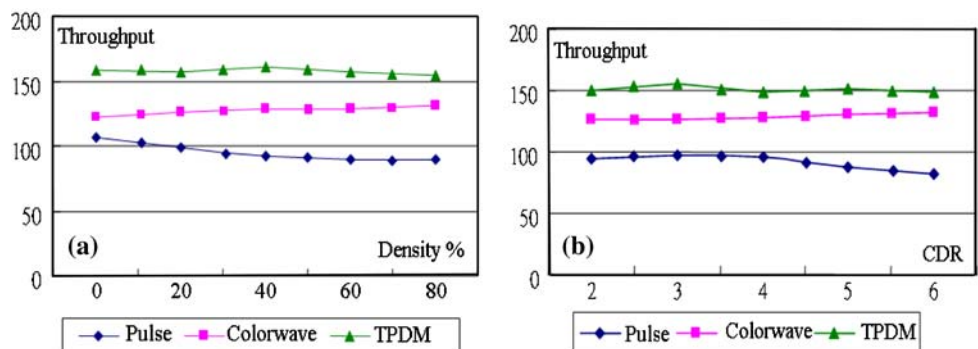 200
Throughput
150
100
50
(a)
Density %
0
0 20 40 60 80
Pulse Colorwave TPDM
200
Throughput
150
100
50
(b)
CDR
0
2 3 4 5 6
Pulse Colorwave TPDM